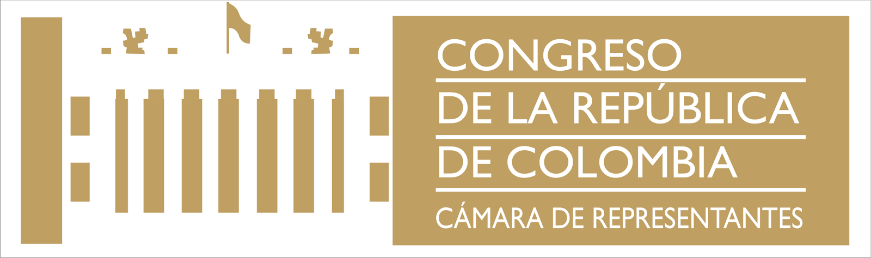 CONGRESO
DE LA REPÚBLICA
DE COLOMBIA
CÁMARA DE REPRESENTANTES